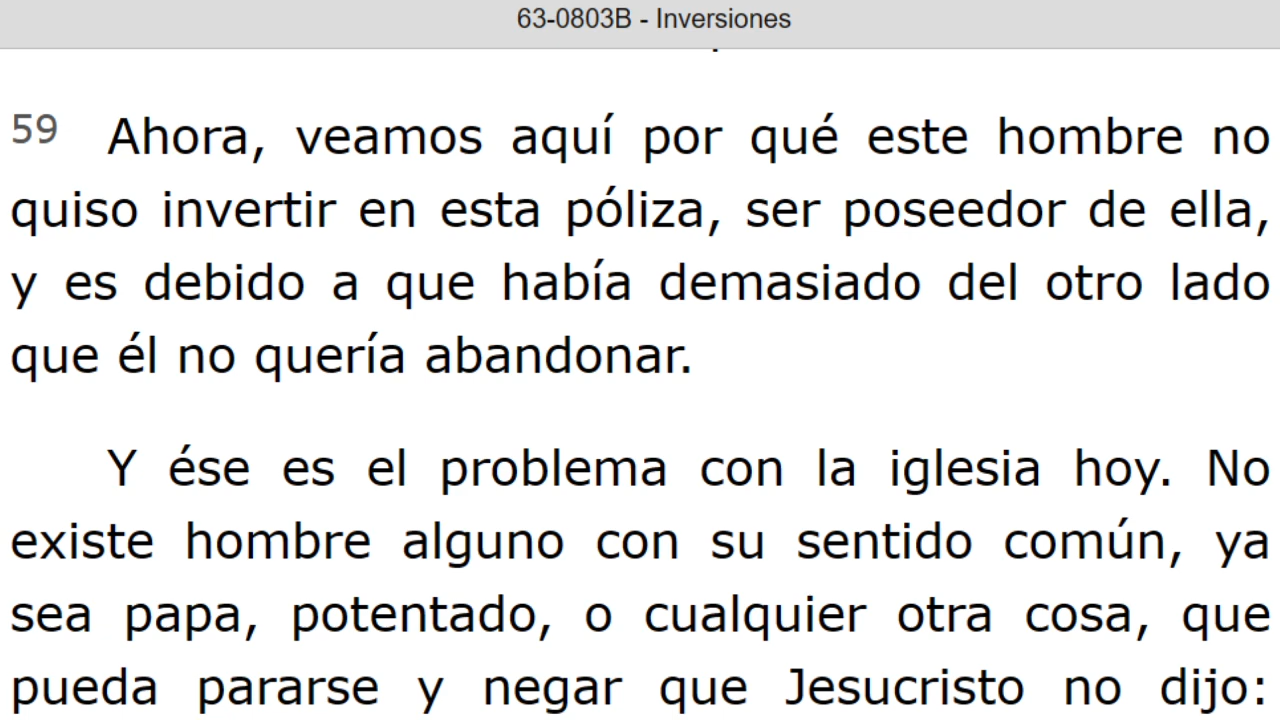 63-0803B - Inversiones
59 Ahora, veamos aquí por qué este hombre no
quiso invertir en esta póliza, ser poseedor de ella,
y es debido a que había demasiado del otro lado
que él no quería abandonar.
Y ése es el problema con la iglesia hoy. No
existe hombre alguno con su sentido común, ya
sea papa, potentado, o cualquier otra cosa, que
pueda pararse y negar que Jesucristo no dijo: